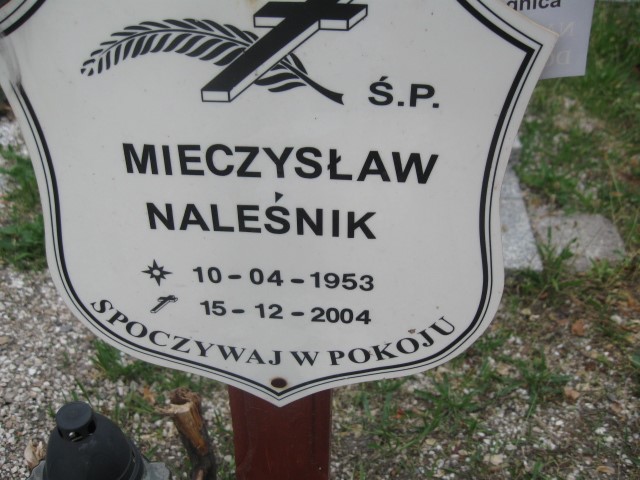 Ś.P.
MIECZYSŁAW
NALEŚNIK
10-04-1953
15-12-2004
SPOCZYWAJ W POKOJU